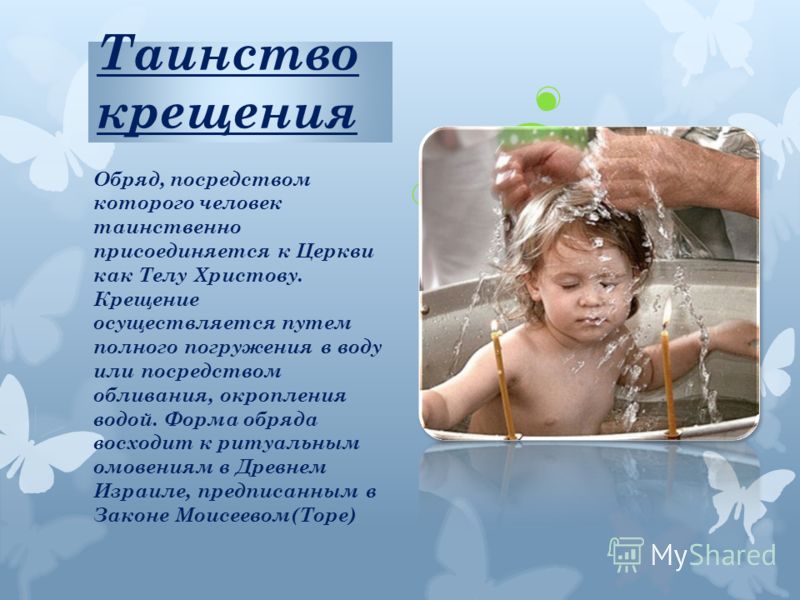 Таинство
крещения
Обряд, посредством
которого человек
таинственно
присоединяется к Церкви
как Телу Христову.
Крещение
осуществляется путем
полного погружения в воду
или посредством
обливания, окропления
водой. Форма обряда
восходит к ритуальным
омовениям в Древнем
Израиле, предписанным в
Законе Моисеевом(Торе)
MyShared